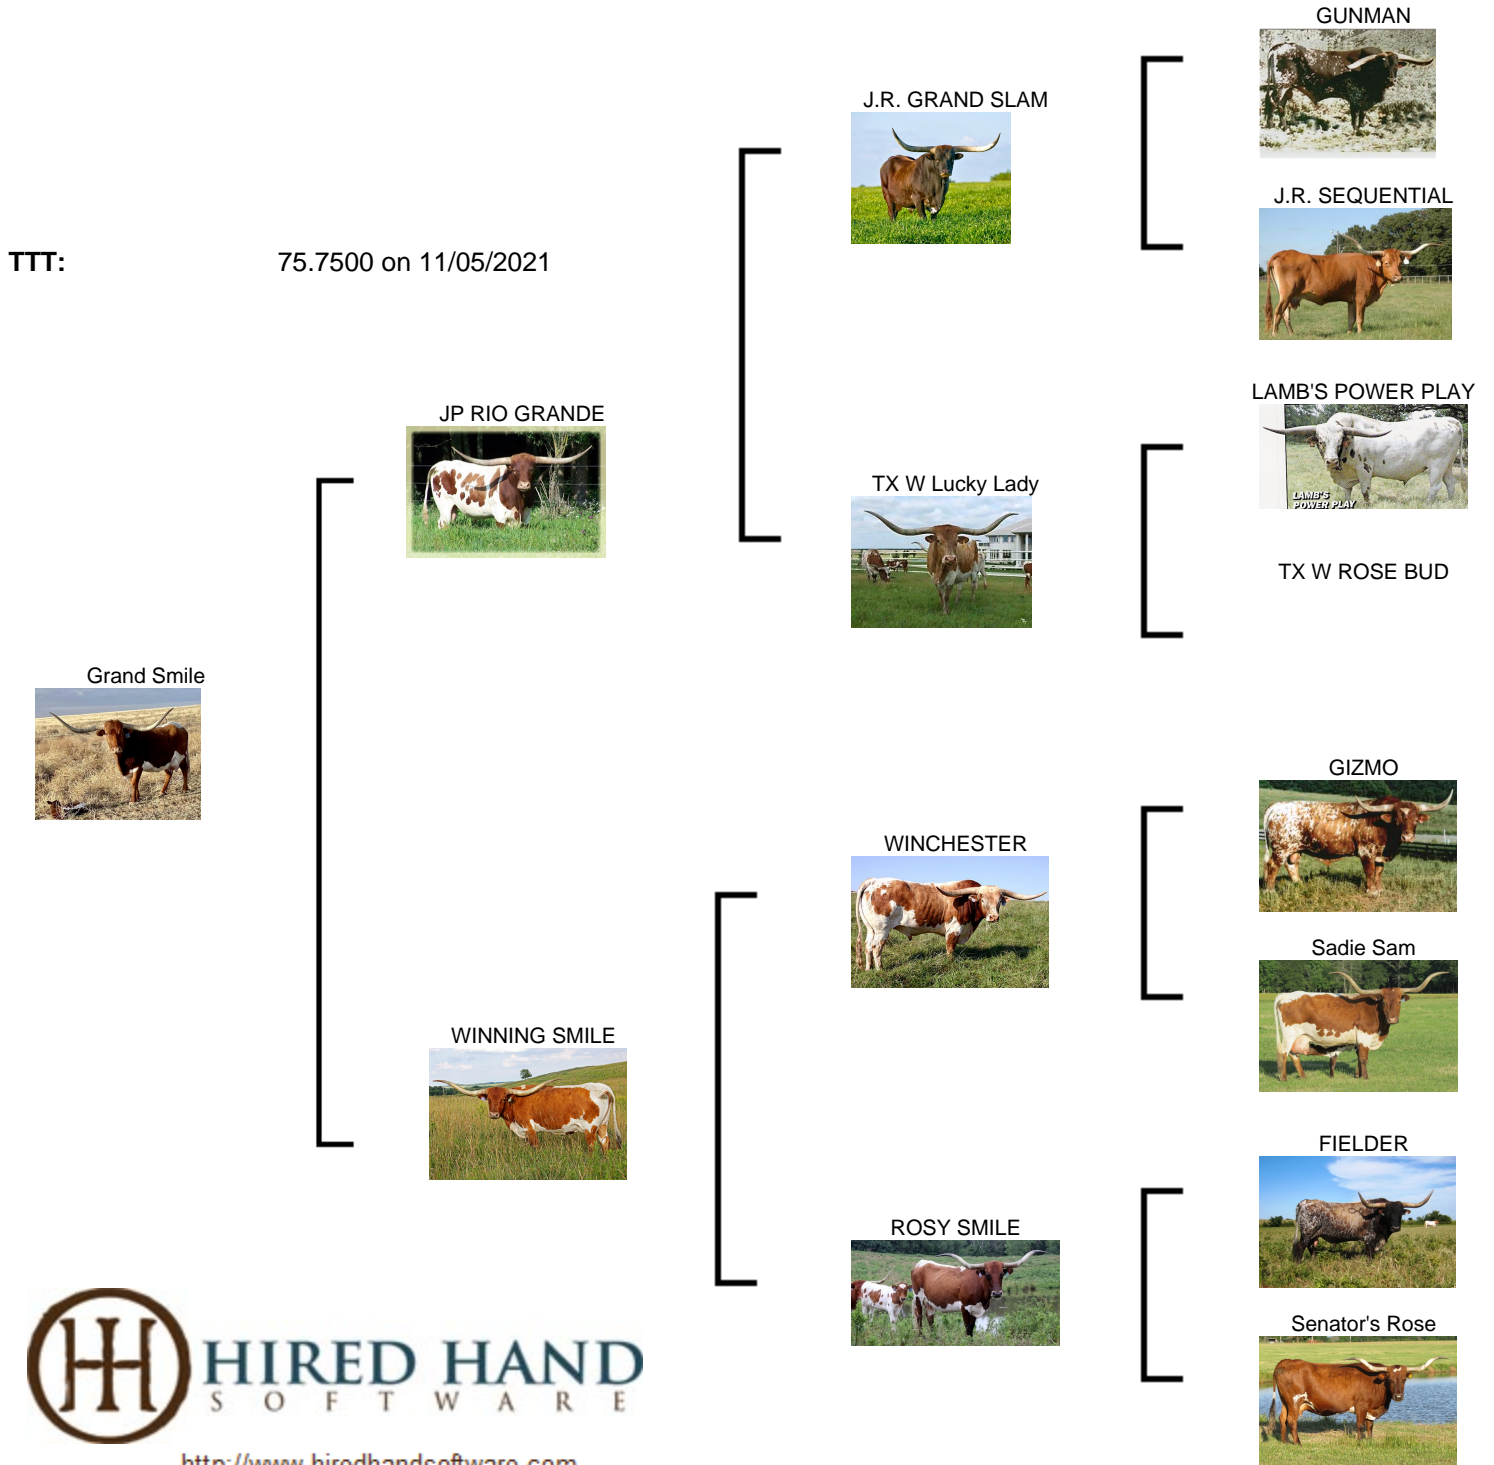 GUNMAN
J.R. GRAND SLAM
J.R. SEQUENTIAL
TTT: 75.7500 on 11/05/2021
LAMB'S POWER PLAY
JP RIO GRANDE
LAMB'S
POWER PLAY
TX W Lucky Lady
TX W ROSE BUD
Grand Smile
GIZMO
WINCHESTER
Sadie Sam
WINNING SMILE
FIELDER
ROSY SMILE
Senator's Rose
HH
HIRED HAND
SOFTWARE
http://www.hiredhandsoftware.com